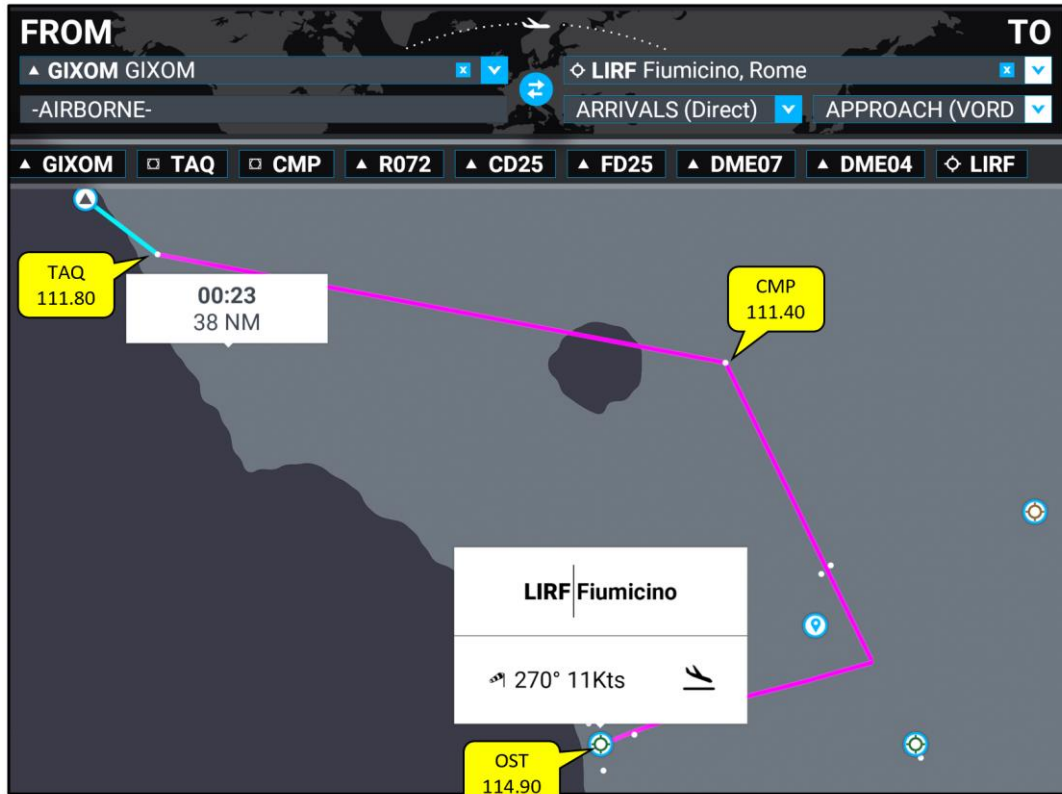 FROM
TO
GIXOM GIXOM
LIRF Fiumicino, Rome
-AIRBORNE-
ARRIVALS (Direct)
APPROACH (VORD
GIXOM
TAQ
CMP
R072
CD25
FD25
DME07
DME04
LIRF
TAQ
111.80
00:23
38 NM
CMP
111.40
LIRF Fiumicino
270° 11Kts
OST
114.90